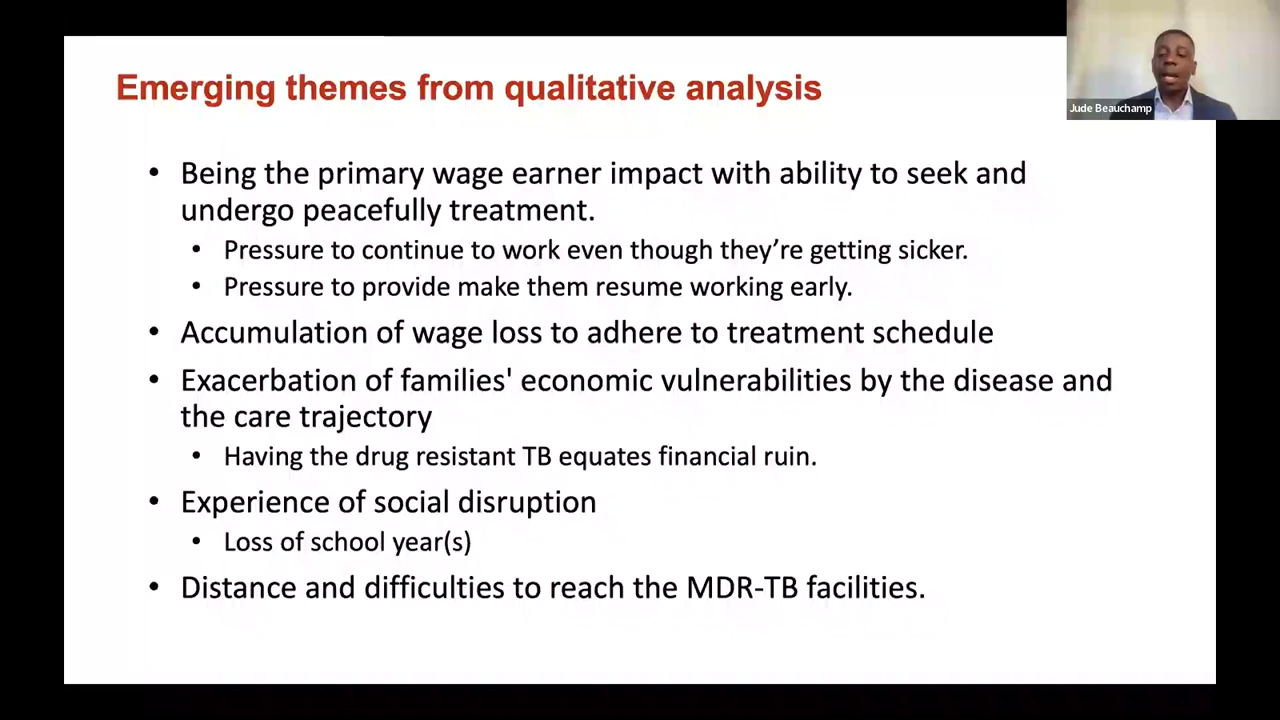 Emerging themes from qualitative analysis
Jude Beauchamp
• Being the primary wage earner impact with ability to seek and
undergo peacefully treatment.
• Pressure to continue to work even though they’re getting sicker.
• Pressure to provide make them resume working early.
• Accumulation of wage loss to adhere to treatment schedule
• Exacerbation of families' economic vulnerabilities by the disease and
the care trajectory
• Having the drug resistant TB equates financial ruin.
• Experience of social disruption
• Loss of school year(s)
• Distance and difficulties to reach the MDR-TB facilities.